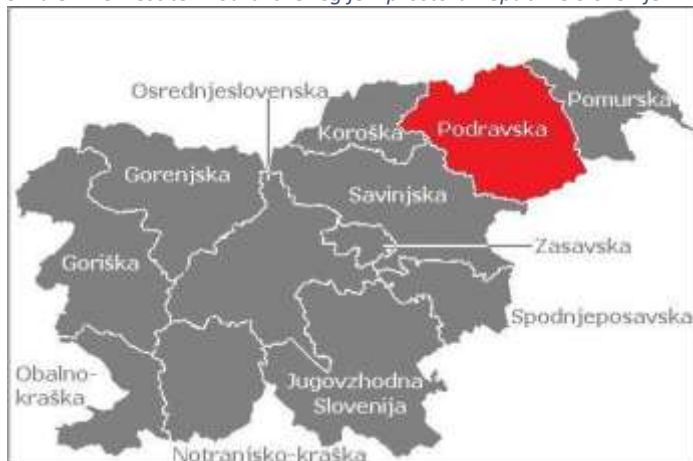 Osrednjeslovenska
Pomurska
Koroška
Podravska
Gorenjska
Savinjska
Zasavska
Goriška
Spodnjeposavska
Obalno-
kraška
Jugovzhodna
Slovenija
Notranjsko-kraška